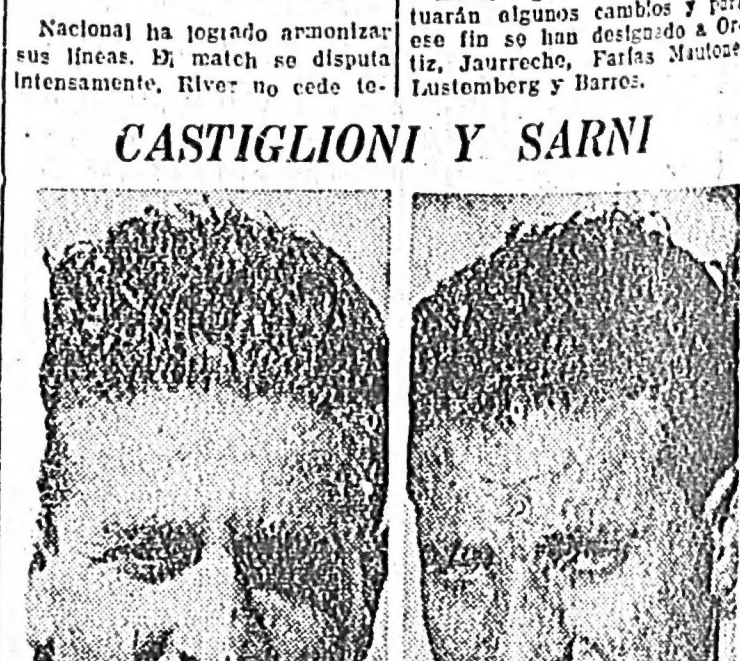 Nacional ha logrado armonizar
sus líneas. El match se disputa
intensamente. River no cede te-
tuarán algunos cambios y para
ese fin se han designado a Or-
tiz, Jaurreche, Farías Mautone
Lustemberg y Barros.
CASTIGLIONI Y SARNI